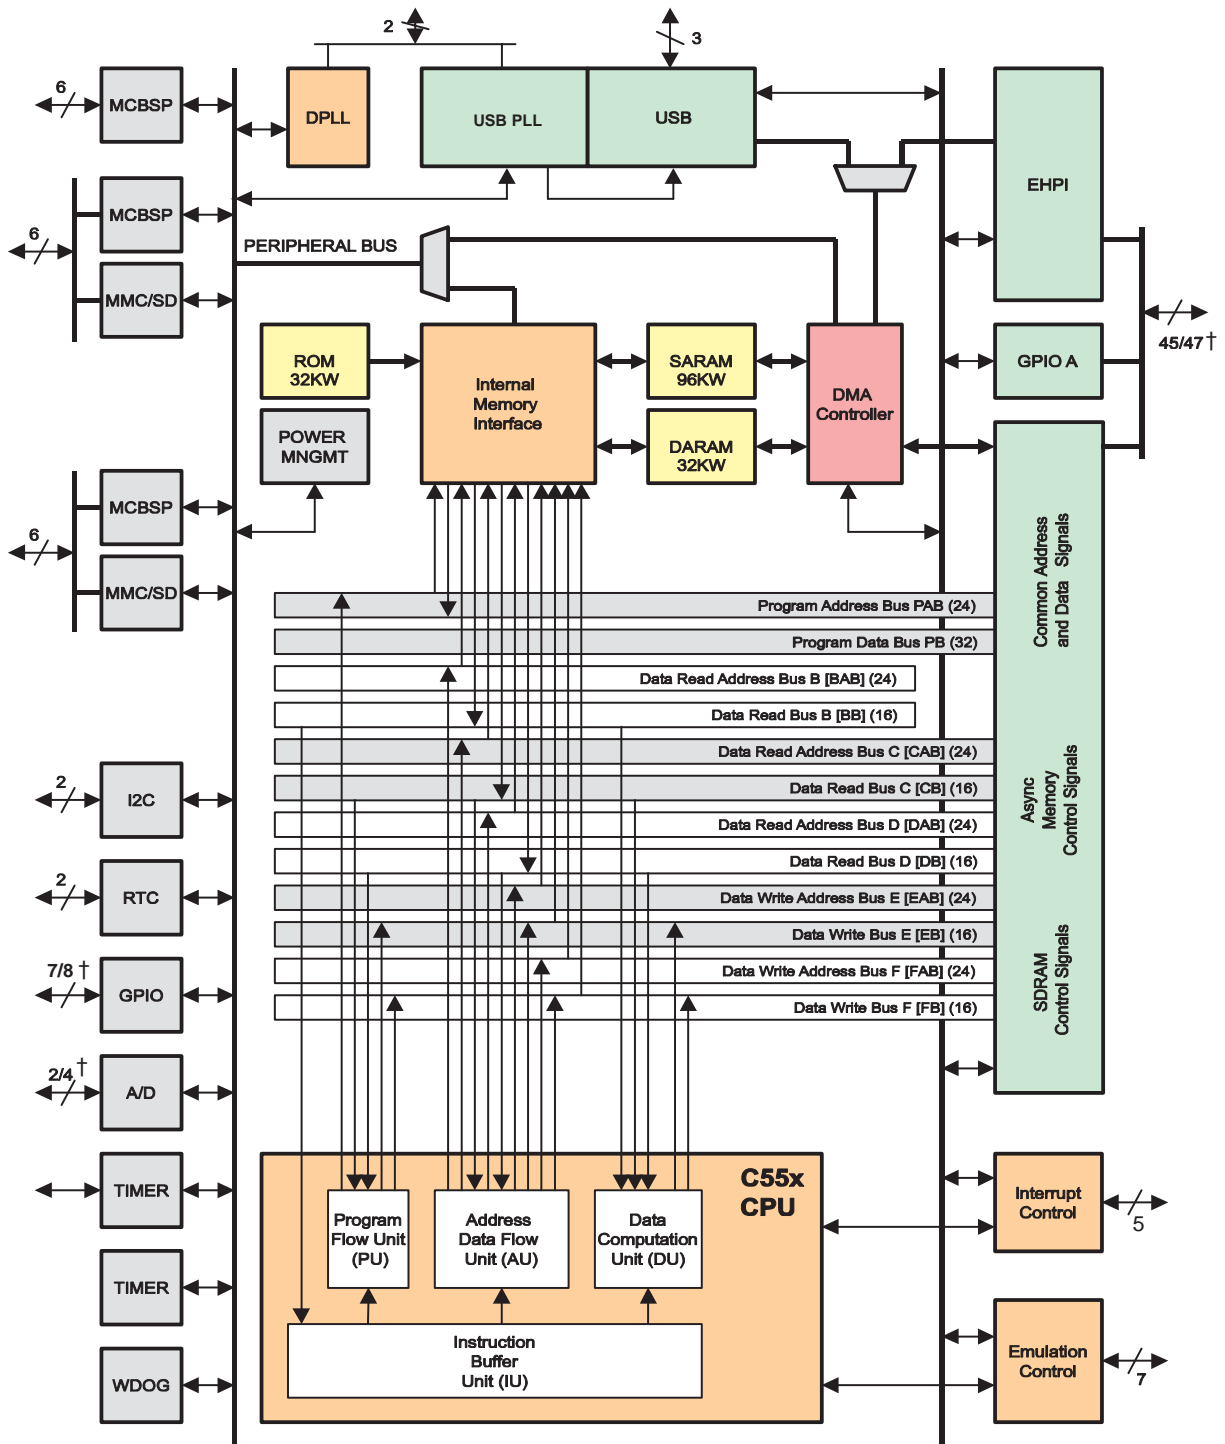 2
3
6
MCBSP
DPLL
USB PLL
USB
EHPI
6
MCBSP
MMC/SD
PERIPHERAL BUS
ROM
32KW
Internal
Memory
Interface
SARAM
96KW
DMA
Controller
GPIO A
45/47†
POWER
MNGMT
DARAM
32KW
6
MCBSP
MMC/SD
Common Address
and Data Signals
Program Address Bus PAB (24)
Program Data Bus PB (32)
Data Read Address Bus B [BAB] (24)
Data Read Bus B [BB] (16)
Data Read Address Bus C [CAB] (24)
Data Read Bus C [CB] (16)
Data Read Address Bus D [DAB] (24)
Data Read Bus D [DB] (16)
Data Write Address Bus E [EAB] (24)
Data Write Bus E [EB] (16)
Data Write Address Bus F [FAB] (24)
Data Write Bus F [FB] (16)
Async
Memory
Control Signals
SDRAM
Control Signals
2
I2C
2
RTC
7/8 †
GPIO
2/4 †
A/D
TIMER
TIMER
WDOG
C55x
CPU
Program
Flow Unit
(PU)
Address
Data Flow
Unit (AU)
Data
Computation
Unit (DU)
Instruction
Buffer
Unit (IU)
Interrupt
Control
5
Emulation
Control
7